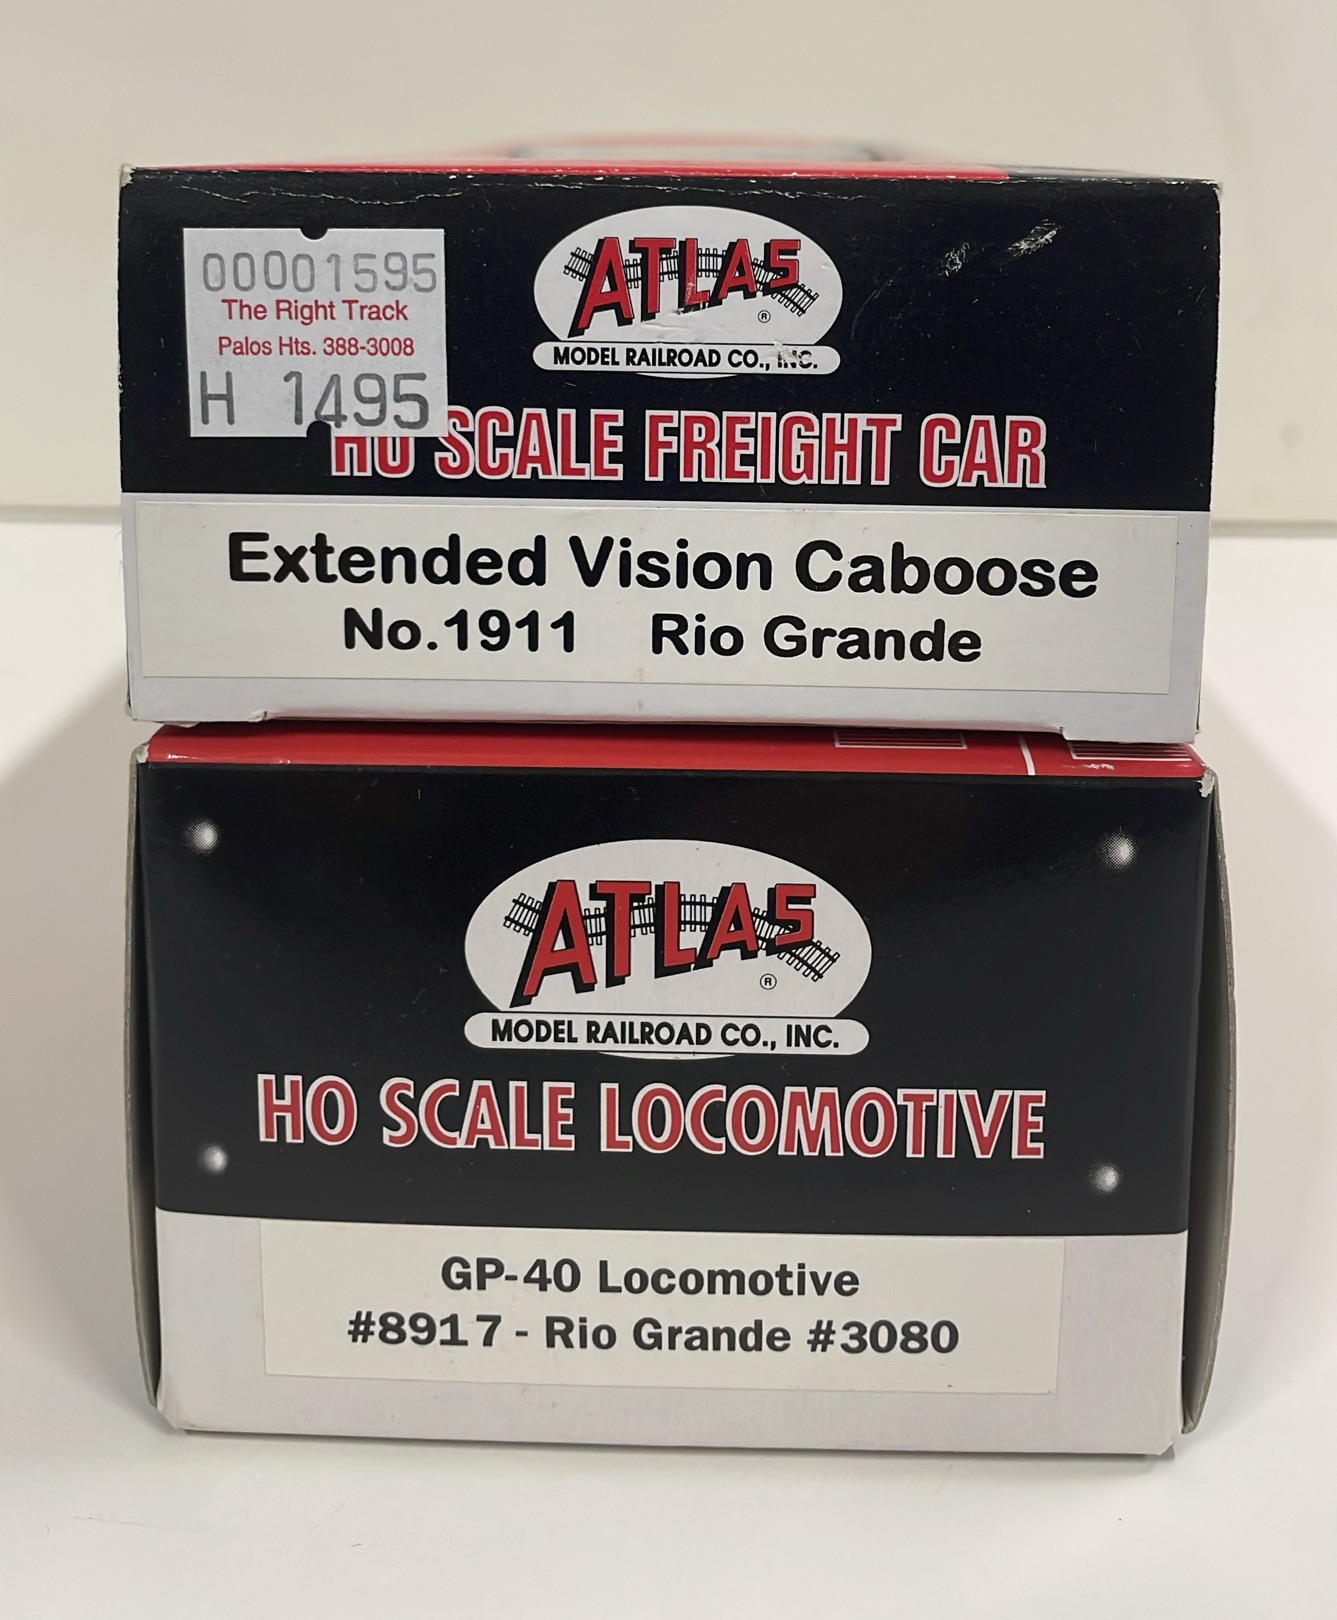 00001595
The Right Track
Palos Hts. 388-3008
H 1495
ATLAS
®
MODEL RAILROAD CO., INC.
HO SCALE FREIGHT CAR
Extended Vision Caboose
No.1911 Rio Grande
ATLAS
®
MODEL RAILROAD CO., INC.
HO SCALE LOCOMOTIVE
GP-40 Locomotive
#8917 - Rio Grande #3080